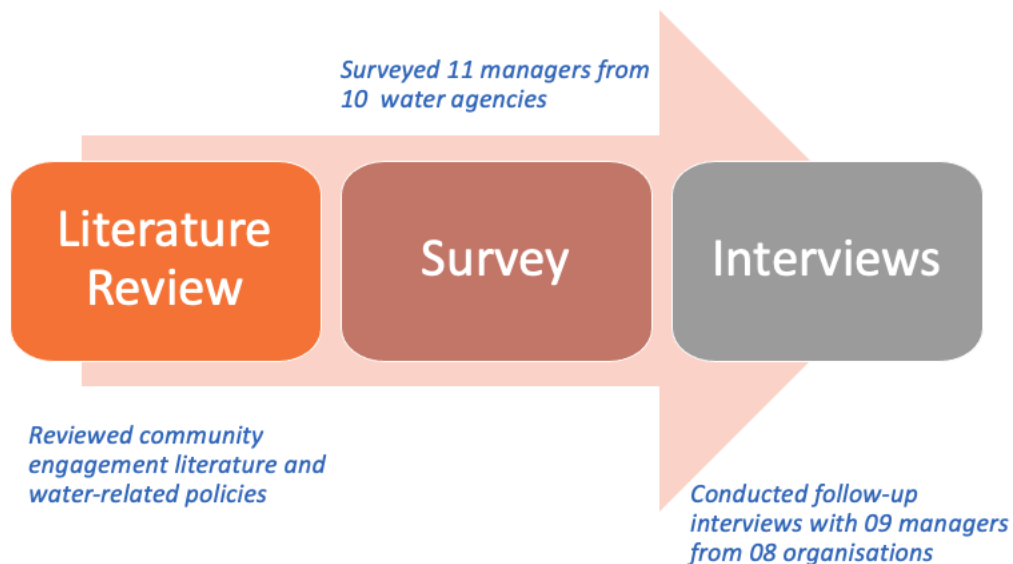 Surveyed 11 managers from
10 water agencies
Literature
Review
Survey
Interviews
Reviewed community
engagement literature and
water-related policies
Conducted follow-up
interviews with 09 managers
from 08 organisations